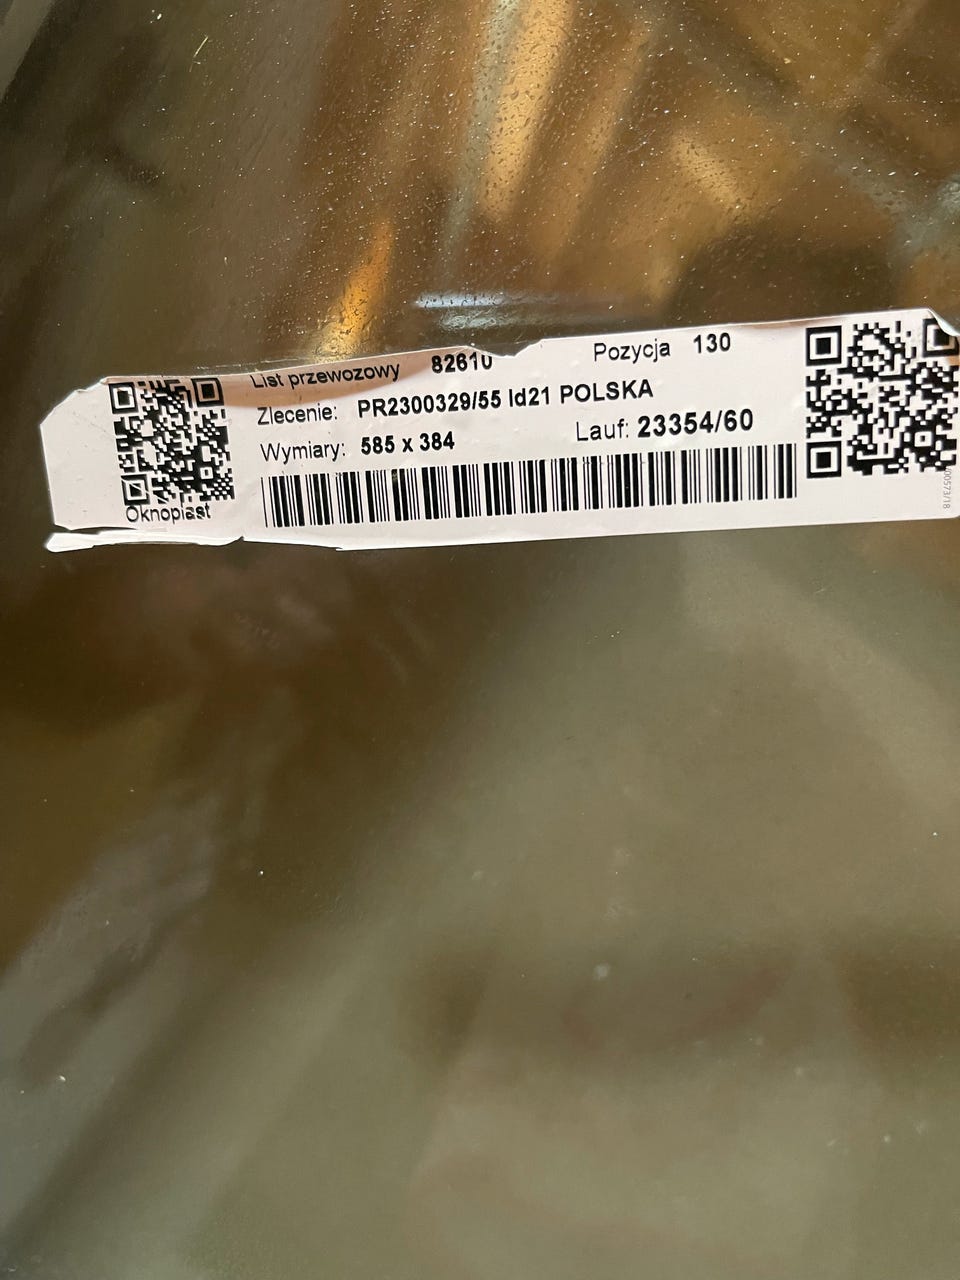 List przewozowy 82610 Pozycja 130
Zlecenie: PR2300329/55 ld21 POLSKA
Wymiary: 585 x 384 Lauf: 23354/60
Oknoplast